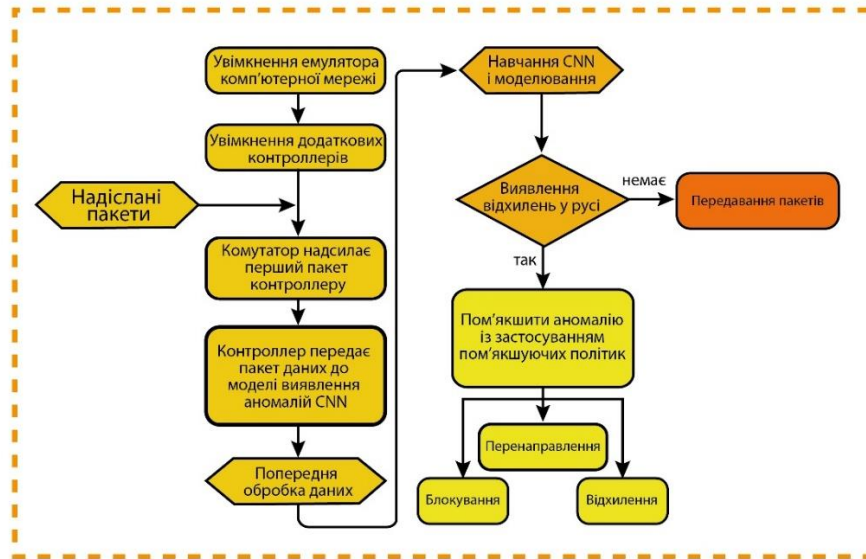 Увімкнення емулятора
комп'ютерної мережі
Увімкнення додаткових
контроллерів
Надіслані
пакети
Комутатор надсилає
перший пакет
контроллеру
Контроллер передає
пакет даних до
моделі виявлення
аномалій CNN
Попередня
обробка даних
Навчання CNN
і моделювання
Виявлення
відхилень у русі
немає
Передавання пакетів
так
Пом'якшити аномалію
із застосуванням
пом'якшуючих політик
Перенаправлення
Блокування
Відхилення